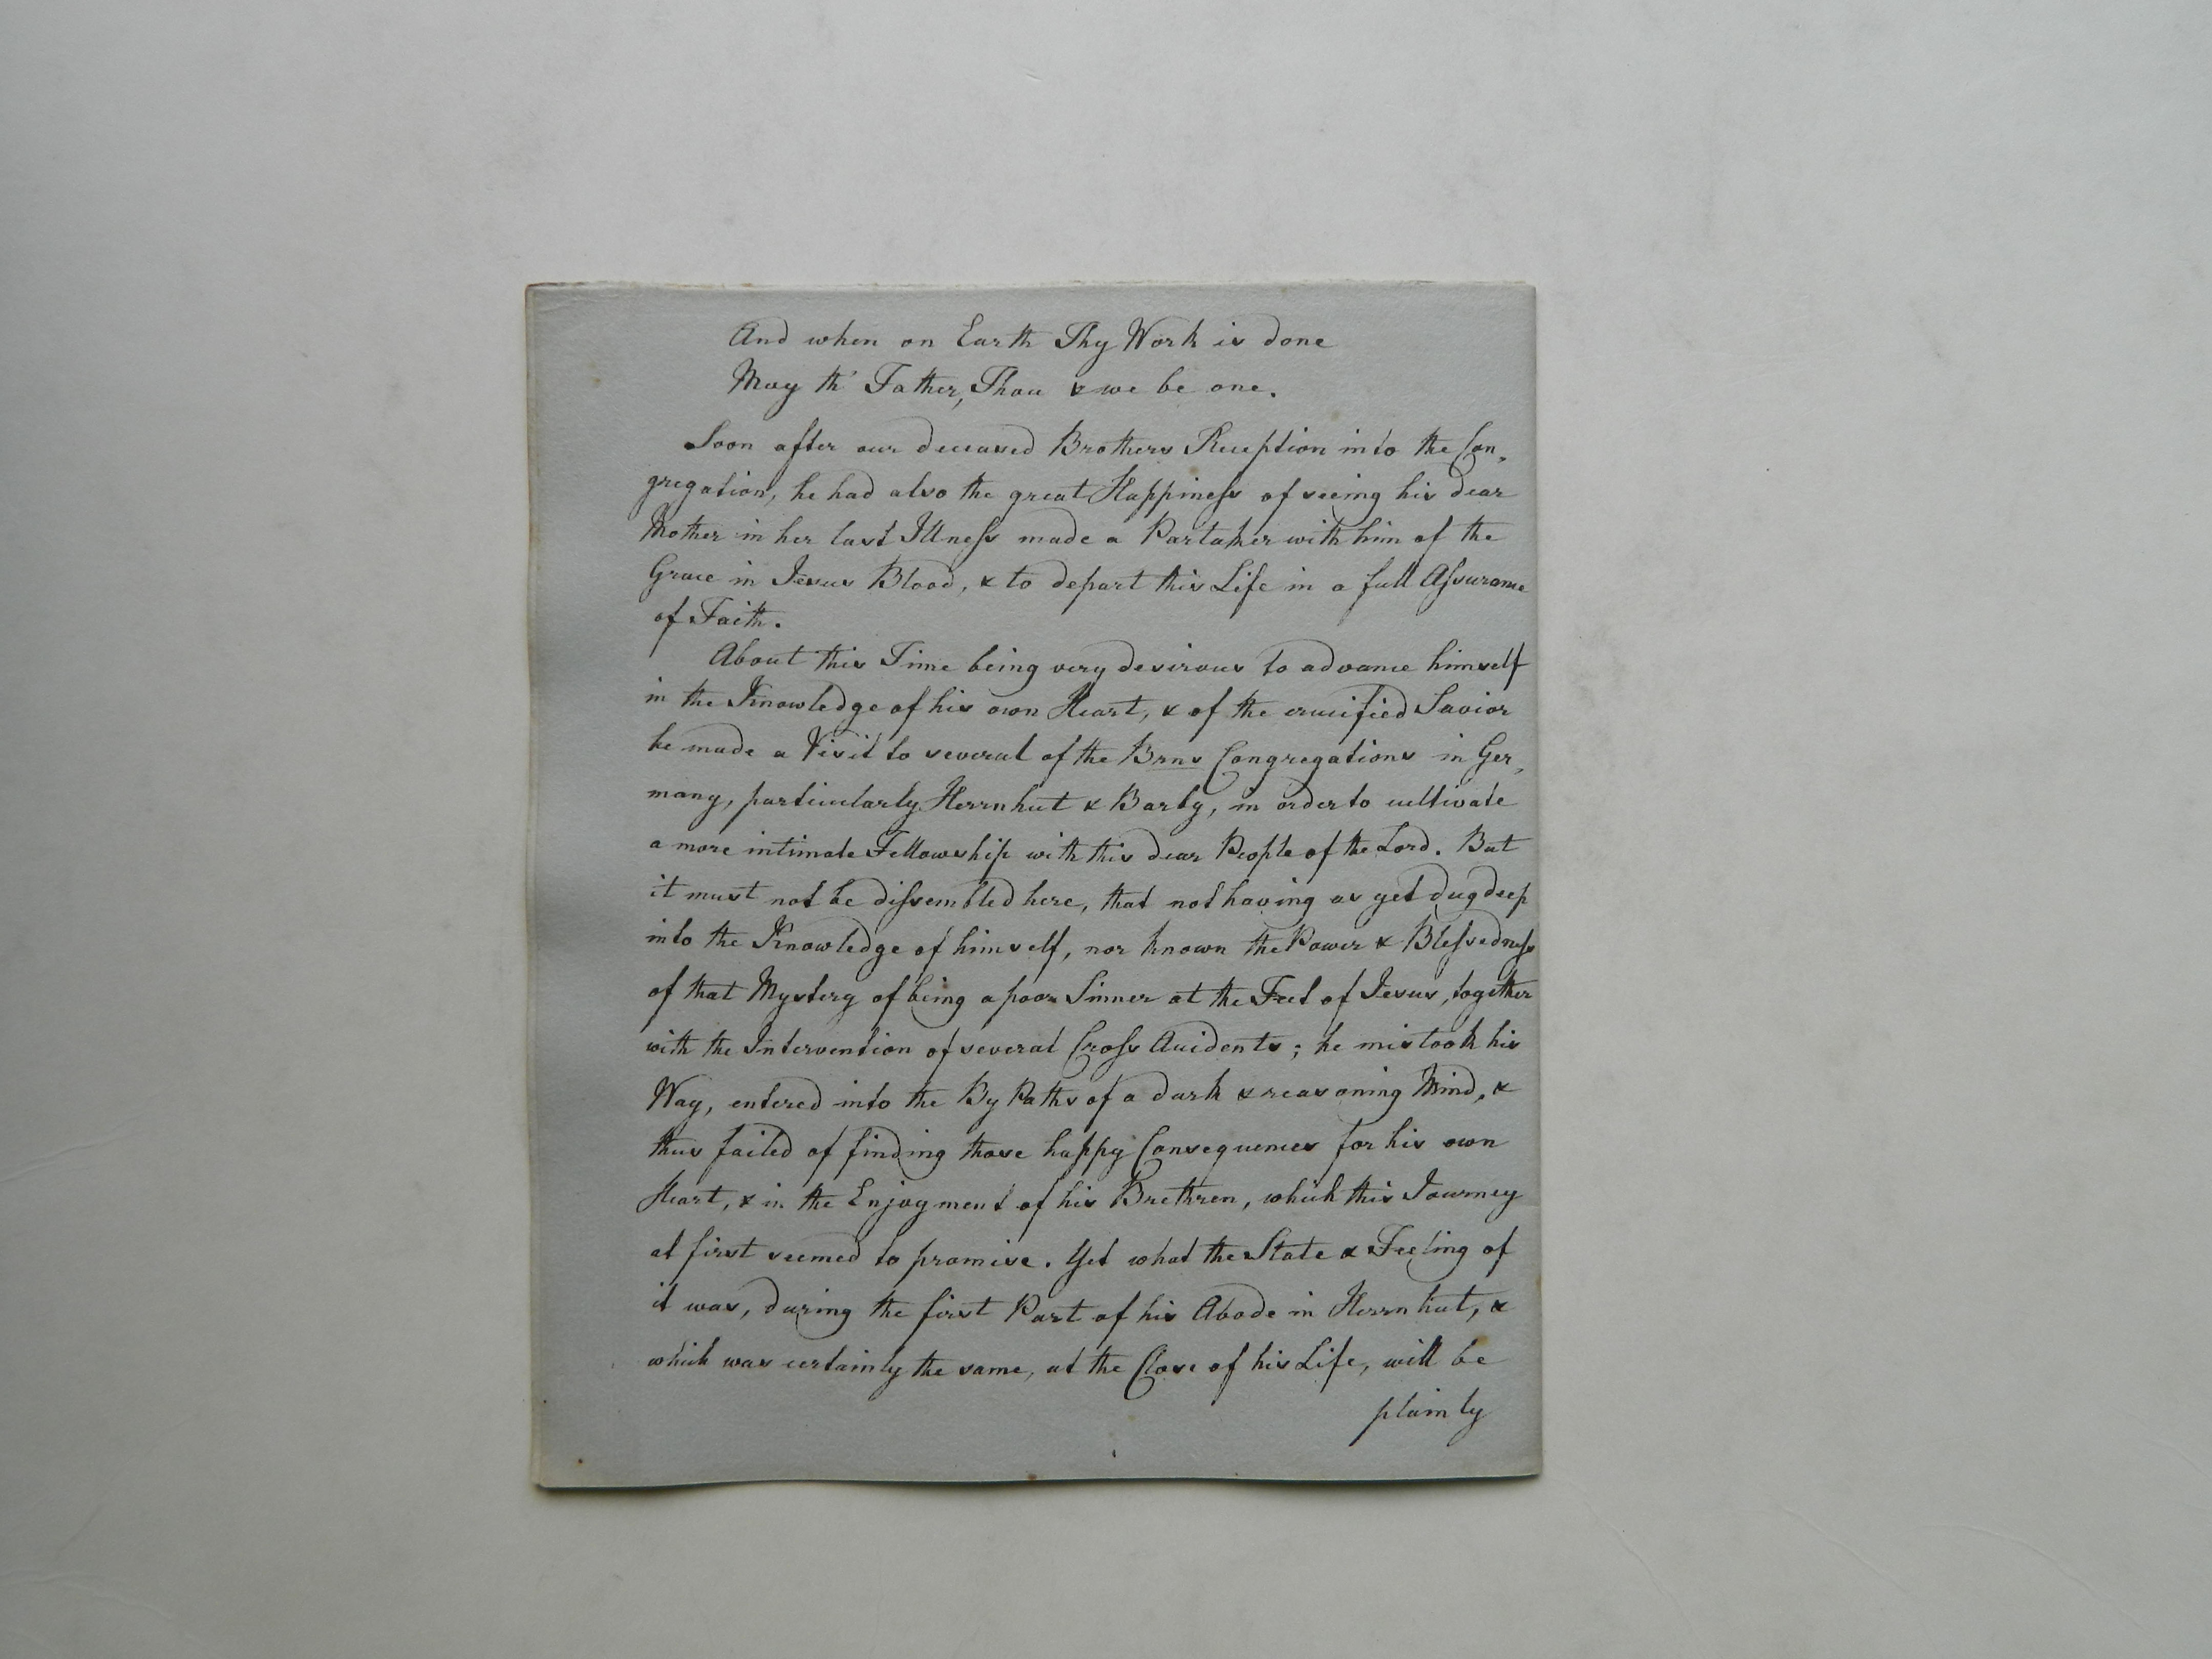 And when on Earth Thy Work is done
May th' Father, Thou & we be one.
Soon after our deceased Brothers Reception into the Con,
gregation, he had also the great Happiness of seeing his dear
Mother in her last Illness made a Partaker with him of the
Grace in Jesus Blood, & to depart this Life in a full Assurance
of Faith.
About this Time being very desirous to advance himself
in the Knowledge of his own Heart, & of the crucified Savior
he made a Visit to several of the Brns Congregations in Ger,
many, particularly Herrnhut & Barby, in order to cultivate
a more intimate Fellowship with this dear People of the Lord. But
it must not be dissembled here, that not having as yet dug deep
into the Knowledge of himself, nor known the Power & Blessedness
of that Mystery of being a poor Sinner at the Feet of Jesus, together
with the Intervention of several Cross Accidents; he mistook his
Way, entered into the By Paths of a dark & reasoning Mind, &
thus failed of finding those happy Consequences for his own
Heart, & in the Enjoyment of his Brethren, which this Journey
at first seemed to promise. Yet what the State & Feeling of
it was, during the first Part of his Abode in Herrnhut, &
which was certainly the same, at the Close of his Life, will be
plainly